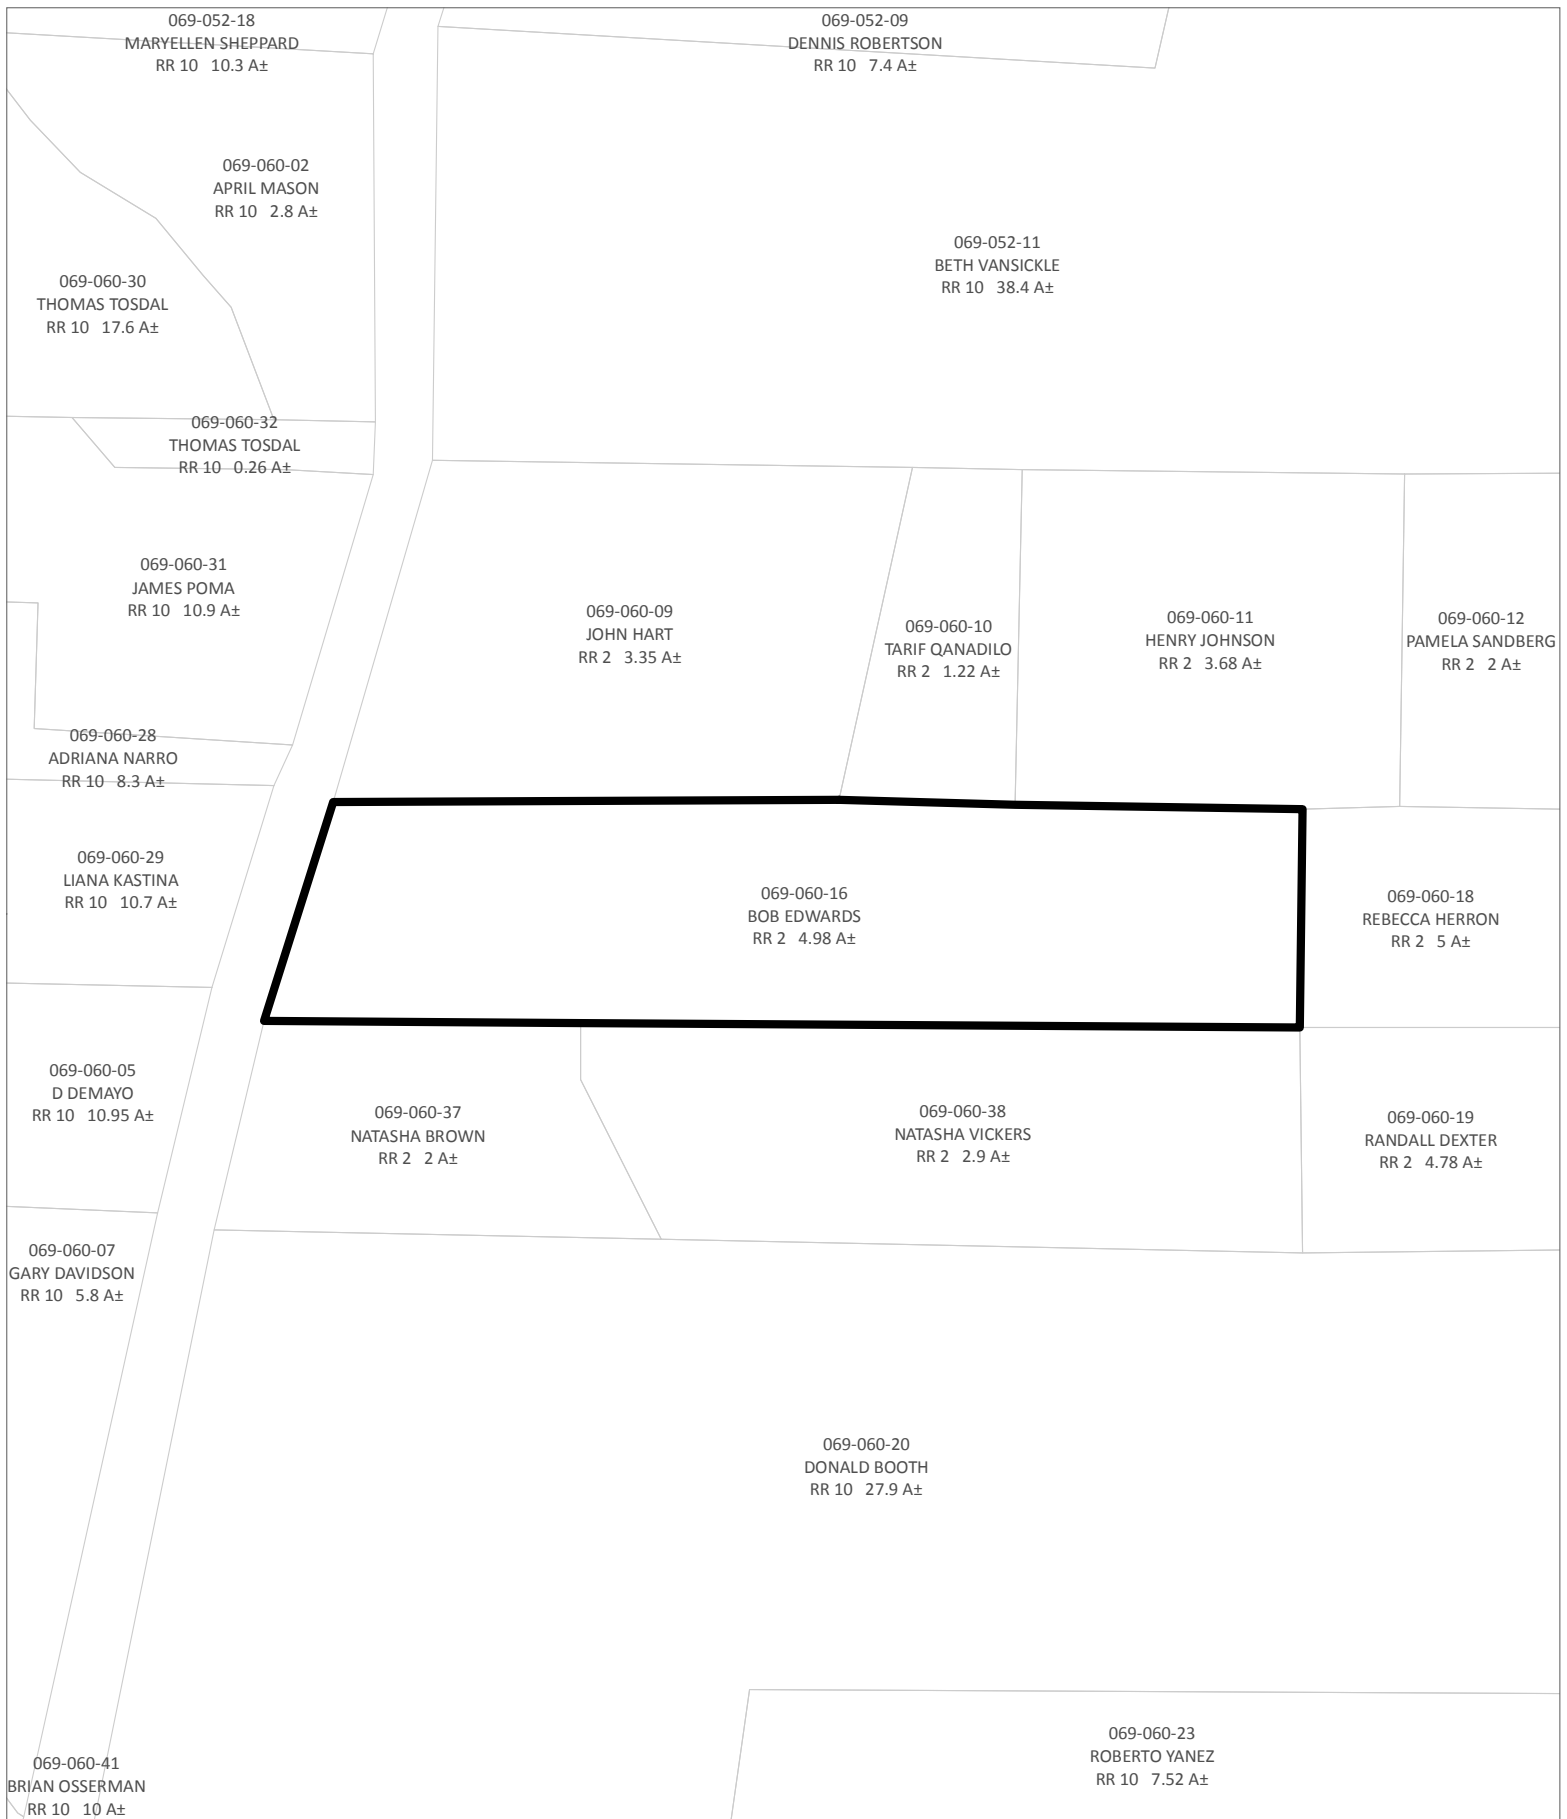 069-052-18
MARYELLEN SHEPPARD
RR 10 10.3 A±
069-052-09
DENNIS ROBERTSON
RR 10 7.4 A±
069-060-02
APRIL MASON
RR 10 2.8 A±
069-052-11
BETH VANSICKLE
RR 10 38.4 A±
069-060-30
THOMAS TOSDAL
RR 10 17.6 A±
069-060-32
THOMAS TOSDAL
RR 10 0.26 A±
069-060-31
JAMES POMA
RR 10 10.9 A±
069-060-09
JOHN HART
RR 2 3.35 A±
069-060-10
TARIF QANADILO
RR 2 1.22 A±
069-060-11
HENRY JOHNSON
RR 2 3.68 A±
069-060-12
PAMELA SANDBERG
RR 2 2 A±
069-060-28
ADRIANA NARRO
RR 10 8.3 A±
069-060-29
LIANA KASTINA
RR 10 10.7 A±
069-060-16
BOB EDWARDS
RR 2 4.98 A±
069-060-18
REBECCA HERRON
RR 2 5 A±
069-060-05
D DEMAYO
RR 10 10.95 A±
069-060-37
NATASHA BROWN
RR 2 2 A±
069-060-38
NATASHA VICKERS
RR 2 2.9 A±
069-060-19
RANDALL DEXTER
RR 2 4.78 A±
069-060-07
GARY DAVIDSON
RR 10 5.8 A±
069-060-20
DONALD BOOTH
RR 10 27.9 A±
069-060-23
ROBERTO YANEZ
RR 10 7.52 A±
069-060-41
BRIAN OSSERMAN
RR 10 10 A±